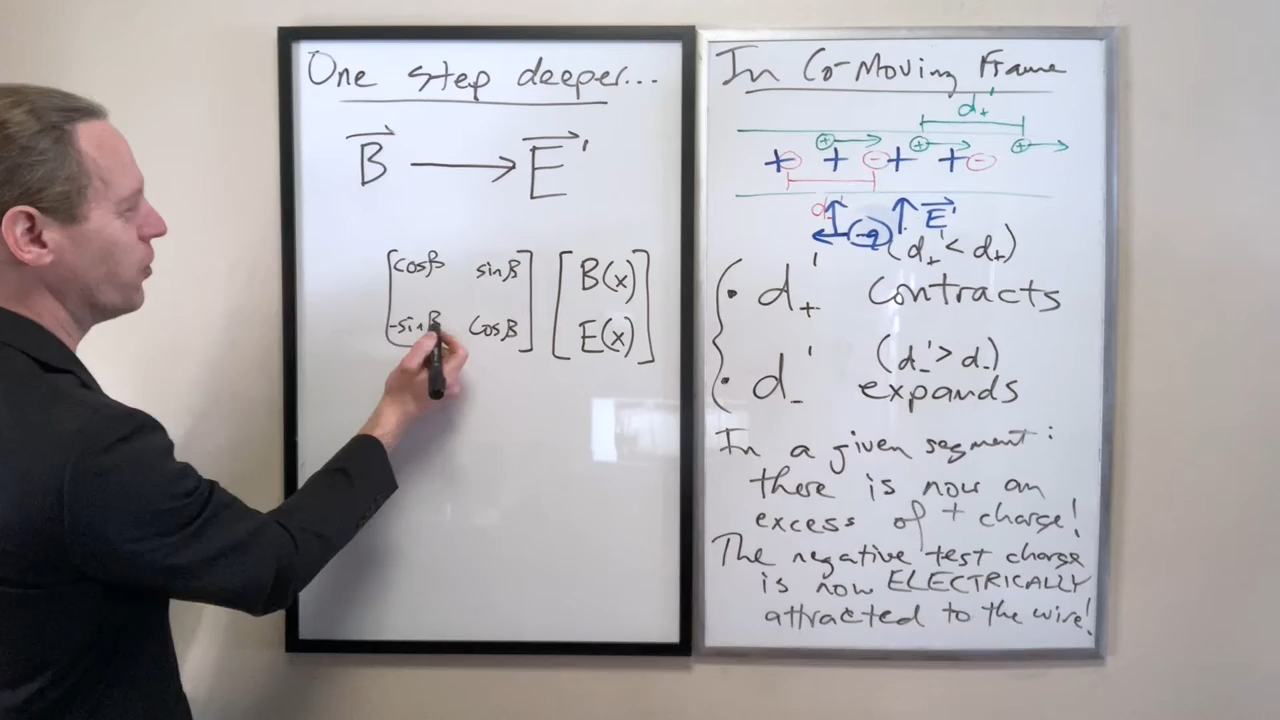 One step deeper...
B → E'
[cosβ sinβ] [B(x)]
[-sinβ cosβ] [E(x)]
In Co-Moving Frame
d+'
+ + +
+ - + - + + -
d-'
-q E'
(d+' < d+)
• d+' contracts
(d-' > d-)
• d-' expands
In a given segment:
there is now an
excess of + charge!
The negative test charge
is now ELECTRICALLY
attracted to the wire!